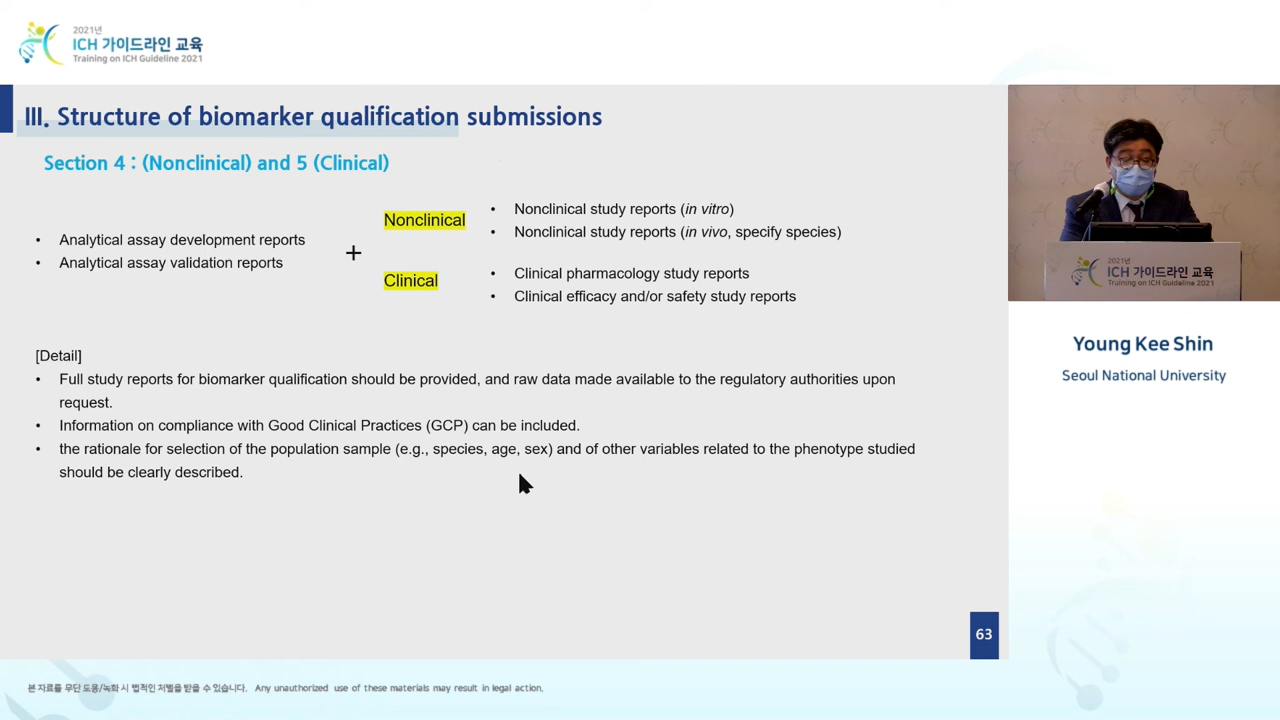 2021년
ICH 가이드라인 교육
Training on ICH Guideline 2021
III. Structure of biomarker qualification submissions
Section 4 : (Nonclinical) and 5 (Clinical)
• Analytical assay development reports
• Analytical assay validation reports
+
Nonclinical
• Nonclinical study reports (in vitro)
• Nonclinical study reports (in vivo, specify species)
Clinical
• Clinical pharmacology study reports
• Clinical efficacy and/or safety study reports
[Detail]
• Full study reports for biomarker qualification should be provided, and raw data made available to the regulatory authorities upon
request.
• Information on compliance with Good Clinical Practices (GCP) can be included.
• the rationale for selection of the population sample (e.g., species, age, sex) and of other variables related to the phenotype studied
should be clearly described.
63
2021년
ICH 가이드라인 교육
Training on ICH Guideline 2021
Young Kee Shin
Seoul National University
본 자료를 무단 도용/녹화 시 법적인 처벌을 받을 수 있습니다. Any unauthorized use of these materials may result in legal action.